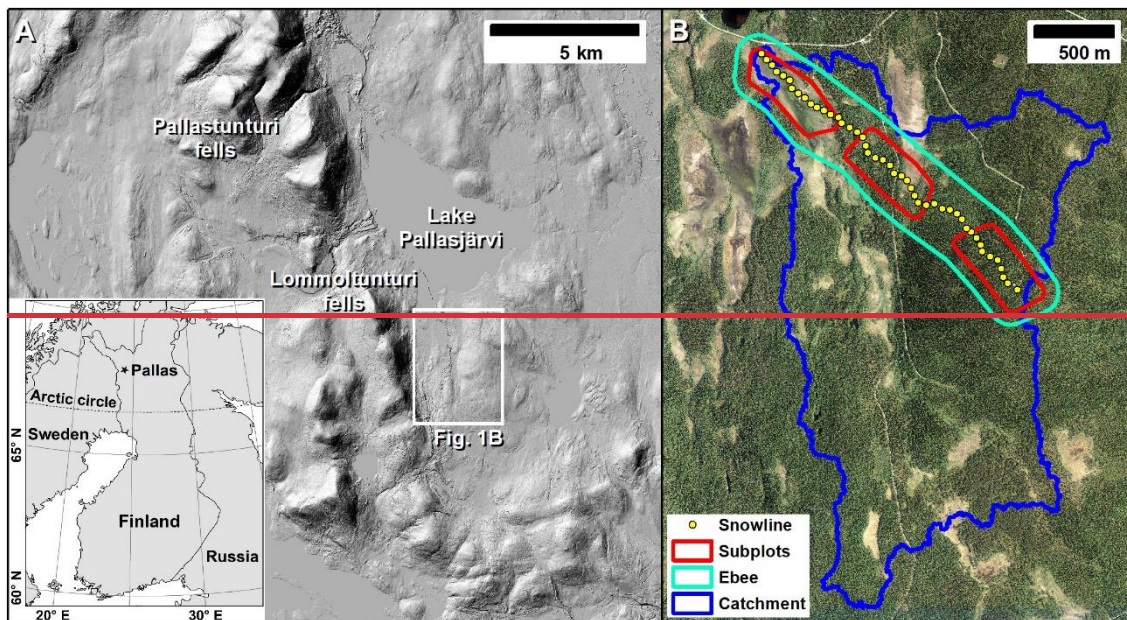 A
5 km
Pallastunturi
fells
Lake
Pallasjärvi
Lommoltunturi
fells
Fig. 1B
Pallas
Arctic circle
Sweden
65° N
Finland
Russia
60° N
20° E
30° E
B
500 m
Snowline
Subplots
Ebee
Catchment